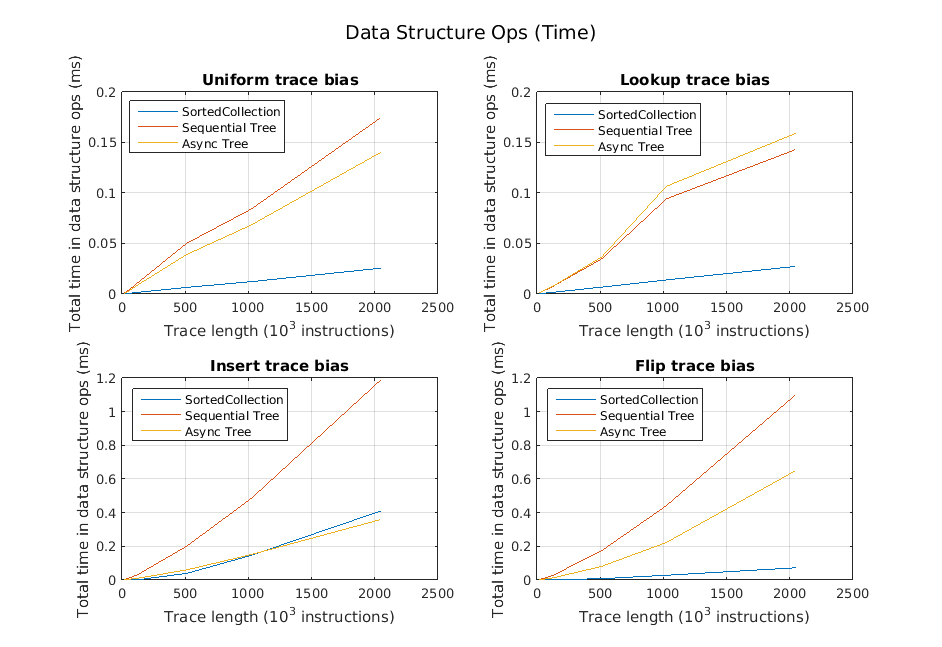 Data Structure Ops (Time)
Uniform trace bias
Total time in data structure ops (ms)
0.2
0.15
0.1
0.05
0
SortedCollection
Sequential Tree
Async Tree
0 500 1000 1500 2000 2500
Trace length (10³ instructions)
Lookup trace bias
Total time in data structure ops (ms)
0.2
0.15
0.1
0.05
0
SortedCollection
Sequential Tree
Async Tree
0 500 1000 1500 2000 2500
Trace length (10³ instructions)
Insert trace bias
Total time in data structure ops (ms)
1.2
1
0.8
0.6
0.4
0.2
0
SortedCollection
Sequential Tree
Async Tree
0 500 1000 1500 2000 2500
Trace length (10³ instructions)
Flip trace bias
Total time in data structure ops (ms)
1.2
1
0.8
0.6
0.4
0.2
0
SortedCollection
Sequential Tree
Async Tree
0 500 1000 1500 2000 2500
Trace length (10³ instructions)